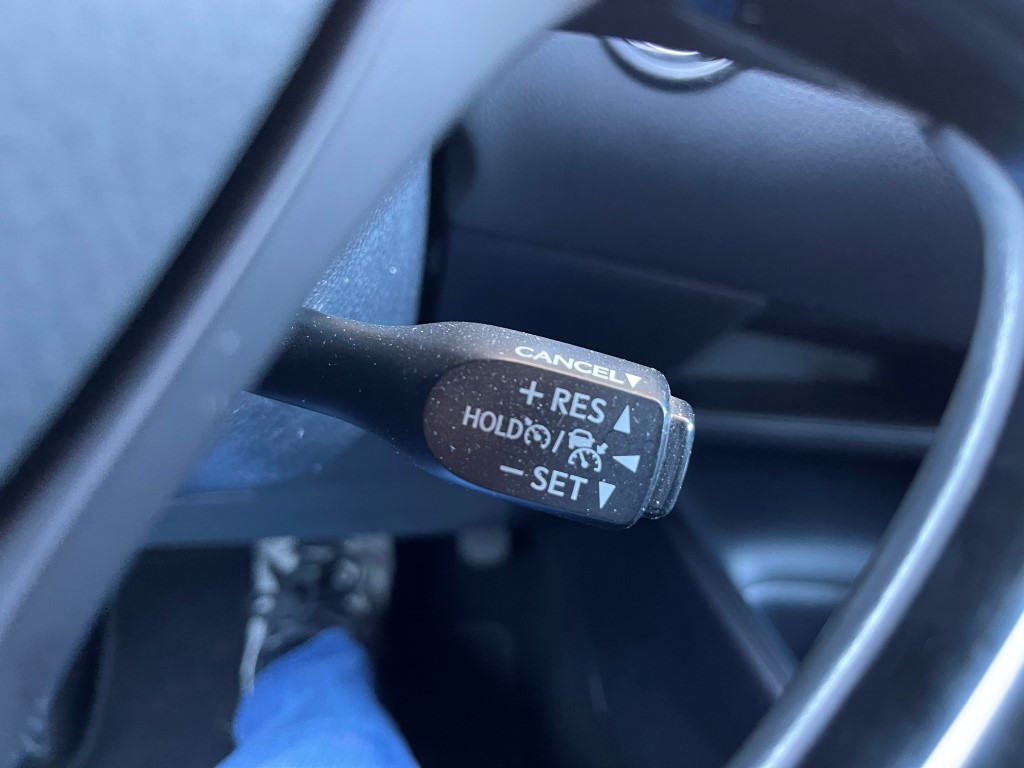 CANCEL▼
+ RES ▲
HOLD / ◀
− SET ▼